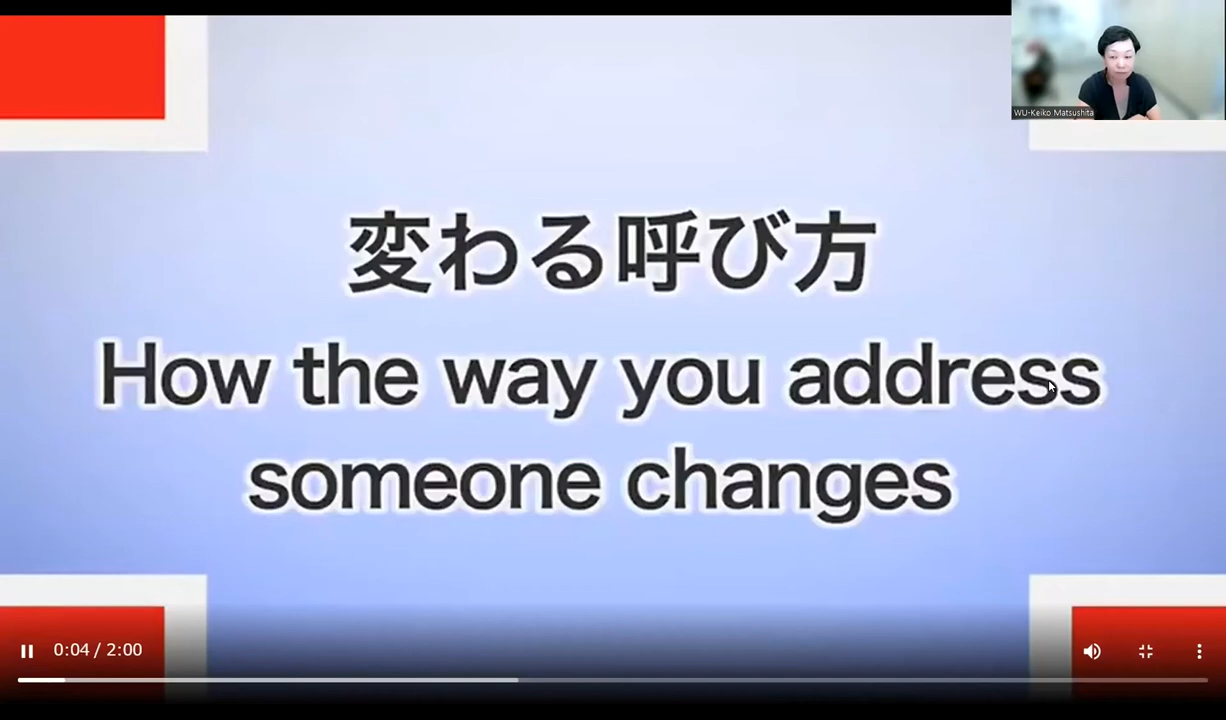 WU-Keiko Matsushita
変わる呼び方
How the way you address
someone changes
0:04 / 2:00